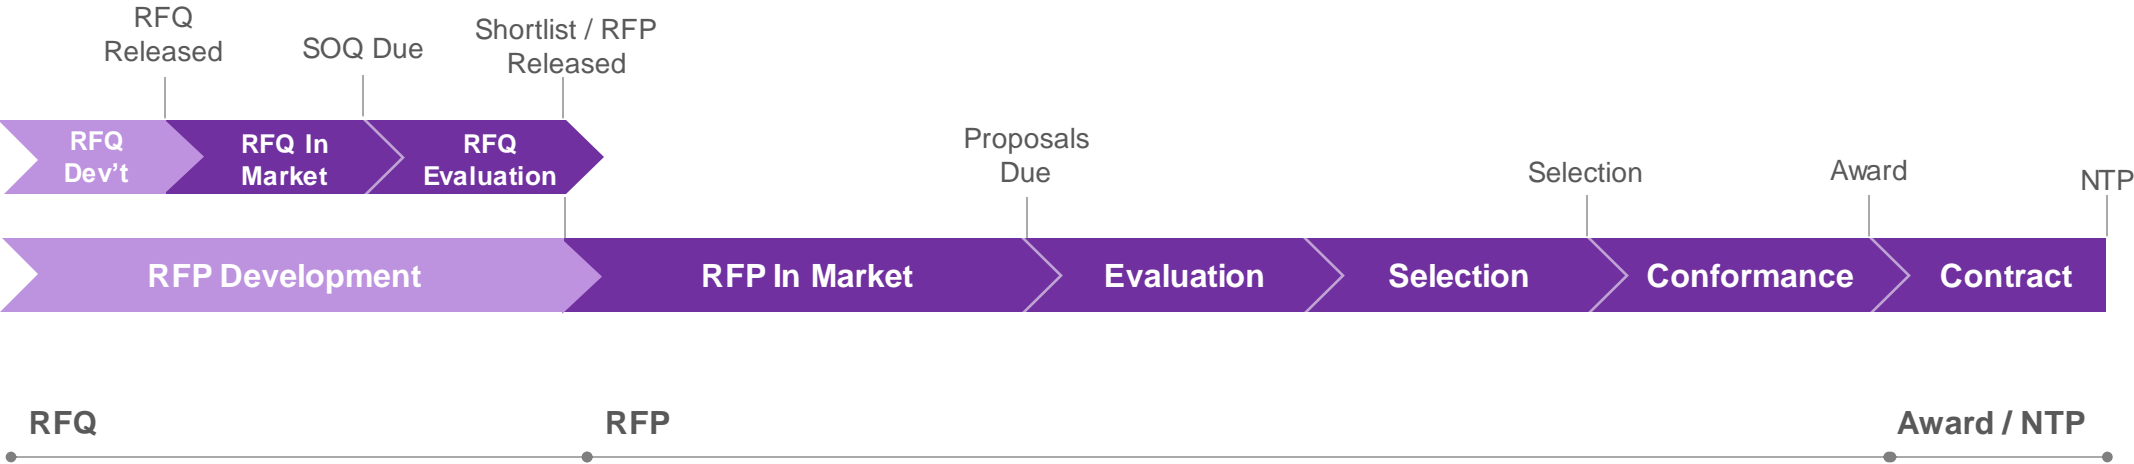 RFQ
Released
SOQ Due
Shortlist / RFP
Released
RFQ
Dev’t
RFQ In
Market
RFQ
Evaluation
Proposals
Due
Selection
Award
NTP
RFP Development
RFP In Market
Evaluation
Selection
Conformance
Contract
RFQ
RFP
Award / NTP